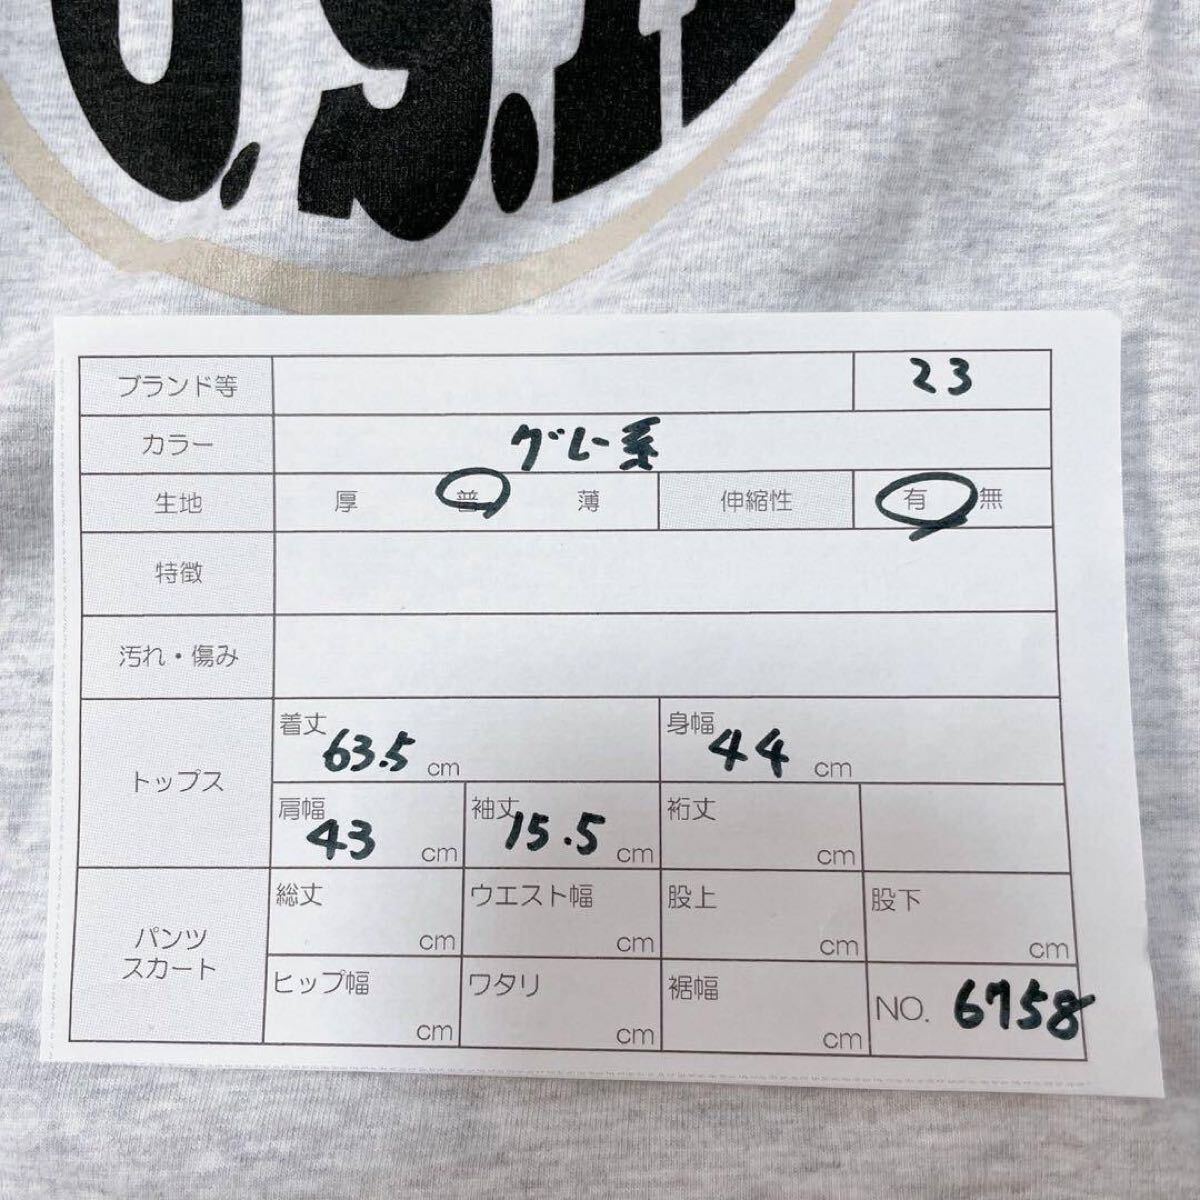 U.S.A
ブランド等 23
カラー グレー系
生地 厚 普 薄 伸縮性 有 無
特徴
汚れ・傷み
トップス
着丈 63.5 cm 身幅 44 cm
肩幅 43 cm 袖丈 15.5 cm 裄丈 cm
パンツ
スカート
総丈 cm ウエスト幅 cm 股上 cm 股下 cm
ヒップ幅 cm ワタリ cm 裾幅 cm NO. 6758